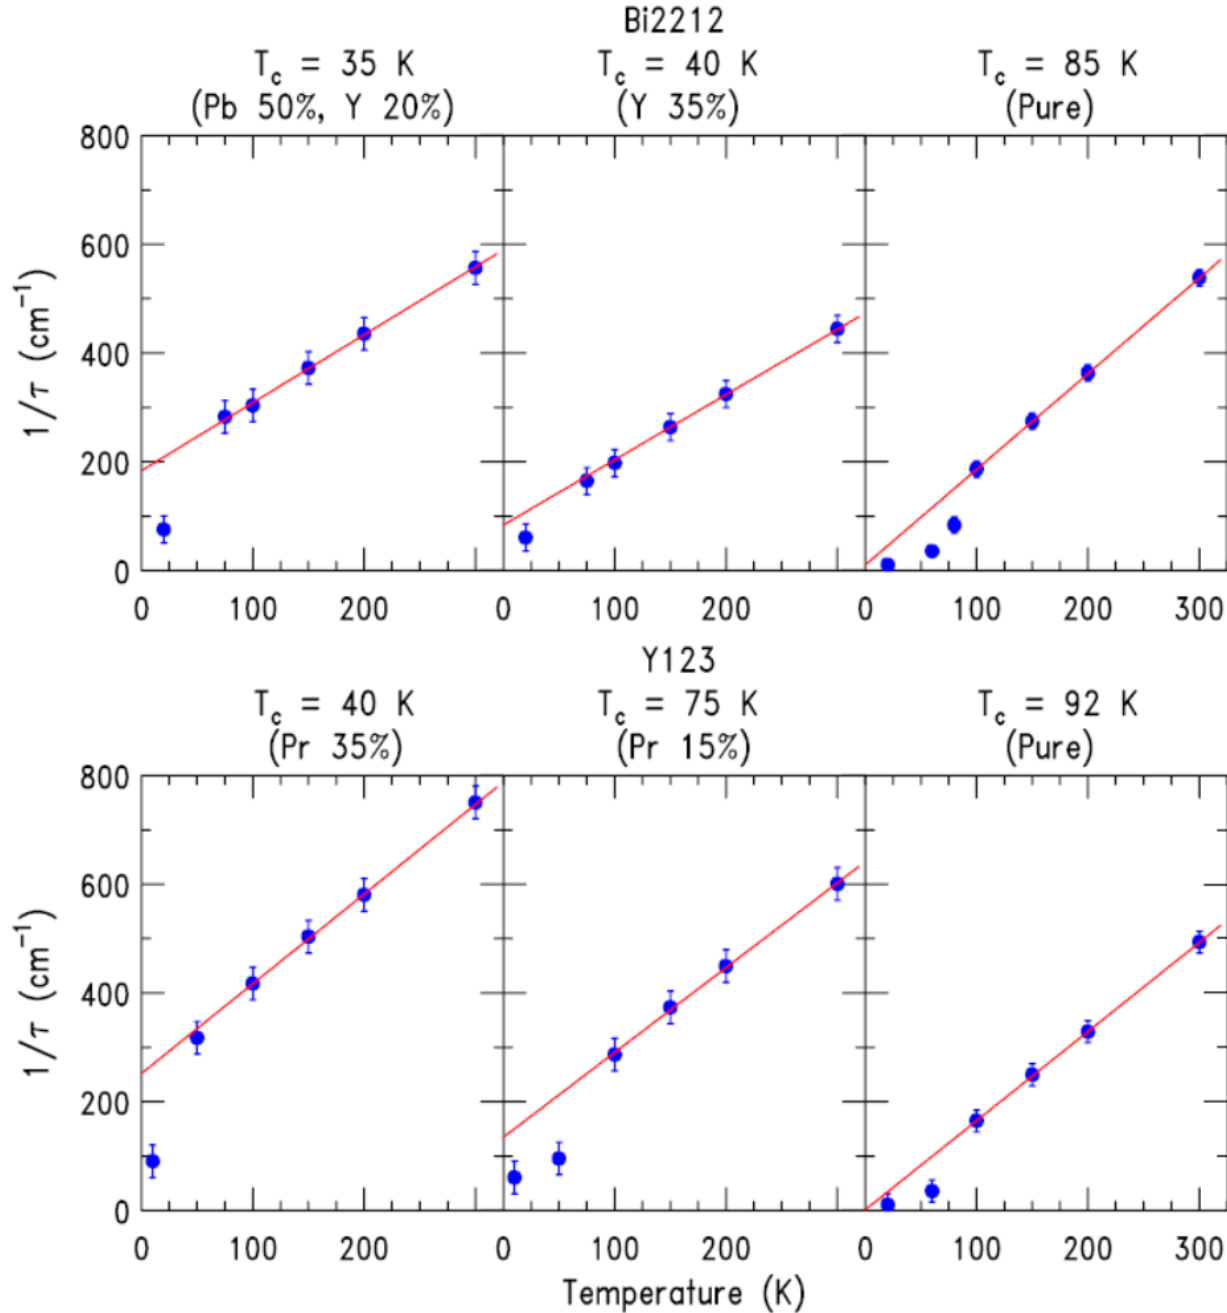 Bi2212
T_c = 35 K T_c = 40 K T_c = 85 K
(Pb 50%, Y 20%) (Y 35%) (Pure)
800
600
400
200
0
1/τ (cm⁻¹)
0 100 200 0 100 200 0 100 200 300
Y123
T_c = 40 K T_c = 75 K T_c = 92 K
(Pr 35%) (Pr 15%) (Pure)
800
600
400
200
0
1/τ (cm⁻¹)
0 100 200 0 100 200 0 100 200 300
Temperature (K)